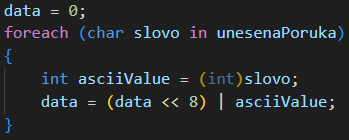 data = 0;
foreach (char slovo in unesenaPoruka)
{
    int asciiValue = (int)slovo;
    data = (data << 8) | asciiValue;
}